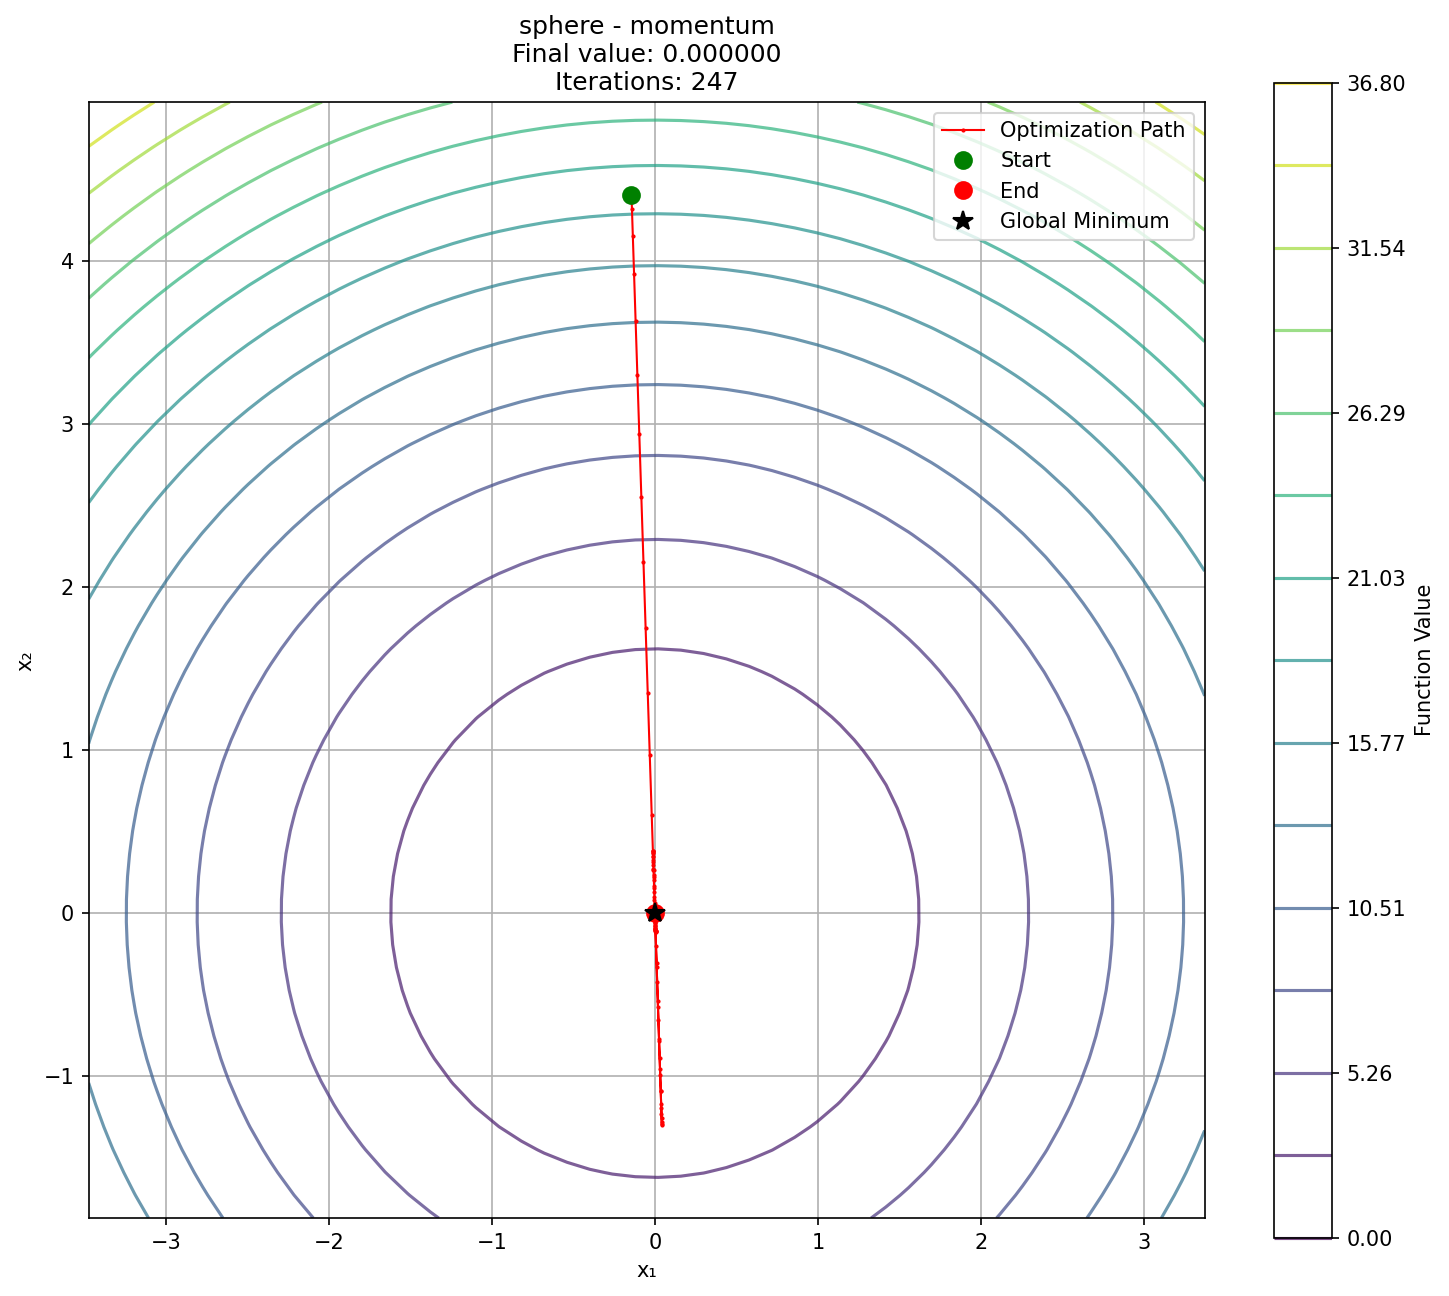 sphere - momentum
Final value: 0.000000
Iterations: 247
Optimization Path
Start
End
Global Minimum
4
3
2
1
0
−1
−3
−2
−1
0
1
2
3
x₁
x₂
36.80
31.54
26.29
21.03
15.77
10.51
5.26
0.00
Function Value